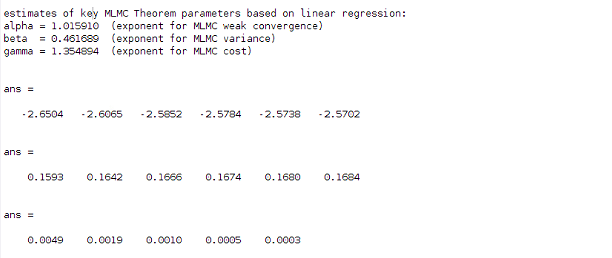 estimates of key MLMC Theorem parameters based on linear regression:
alpha = 1.015910 (exponent for MLMC weak convergence)
beta = 0.461689 (exponent for MLMC variance)
gamma = 1.354894 (exponent for MLMC cost)
ans =
-2.6504 -2.6065 -2.5852 -2.5784 -2.5738 -2.5702
ans =
0.1593 0.1642 0.1666 0.1674 0.1680 0.1684
ans =
0.0049 0.0019 0.0010 0.0005 0.0003